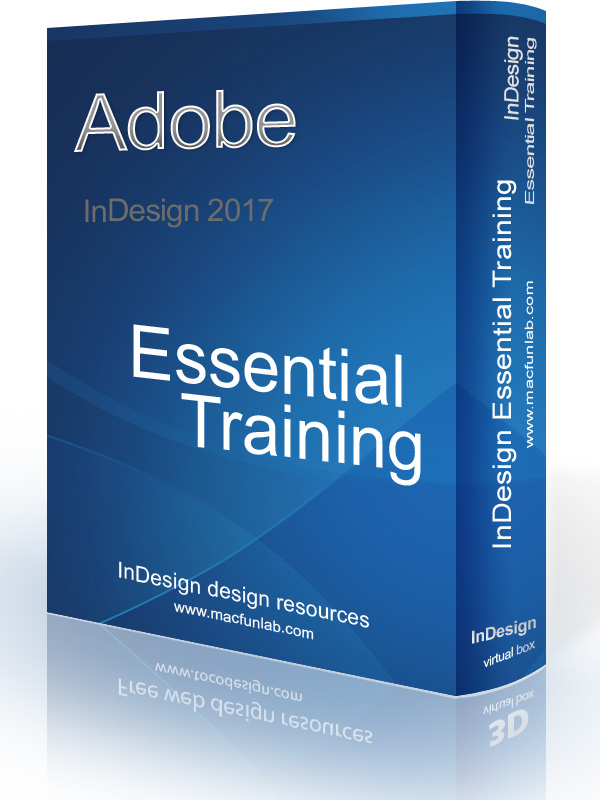 Adobe
InDesign 2017
Essential
Training
InDesign design resources
www.macfunlab.com
InDesign
Essential Training
InDesign Essential Training
www.macfunlab.com
InDesign
virtual box
www.tocodesign.com
Free web design resources
virtual box
3D